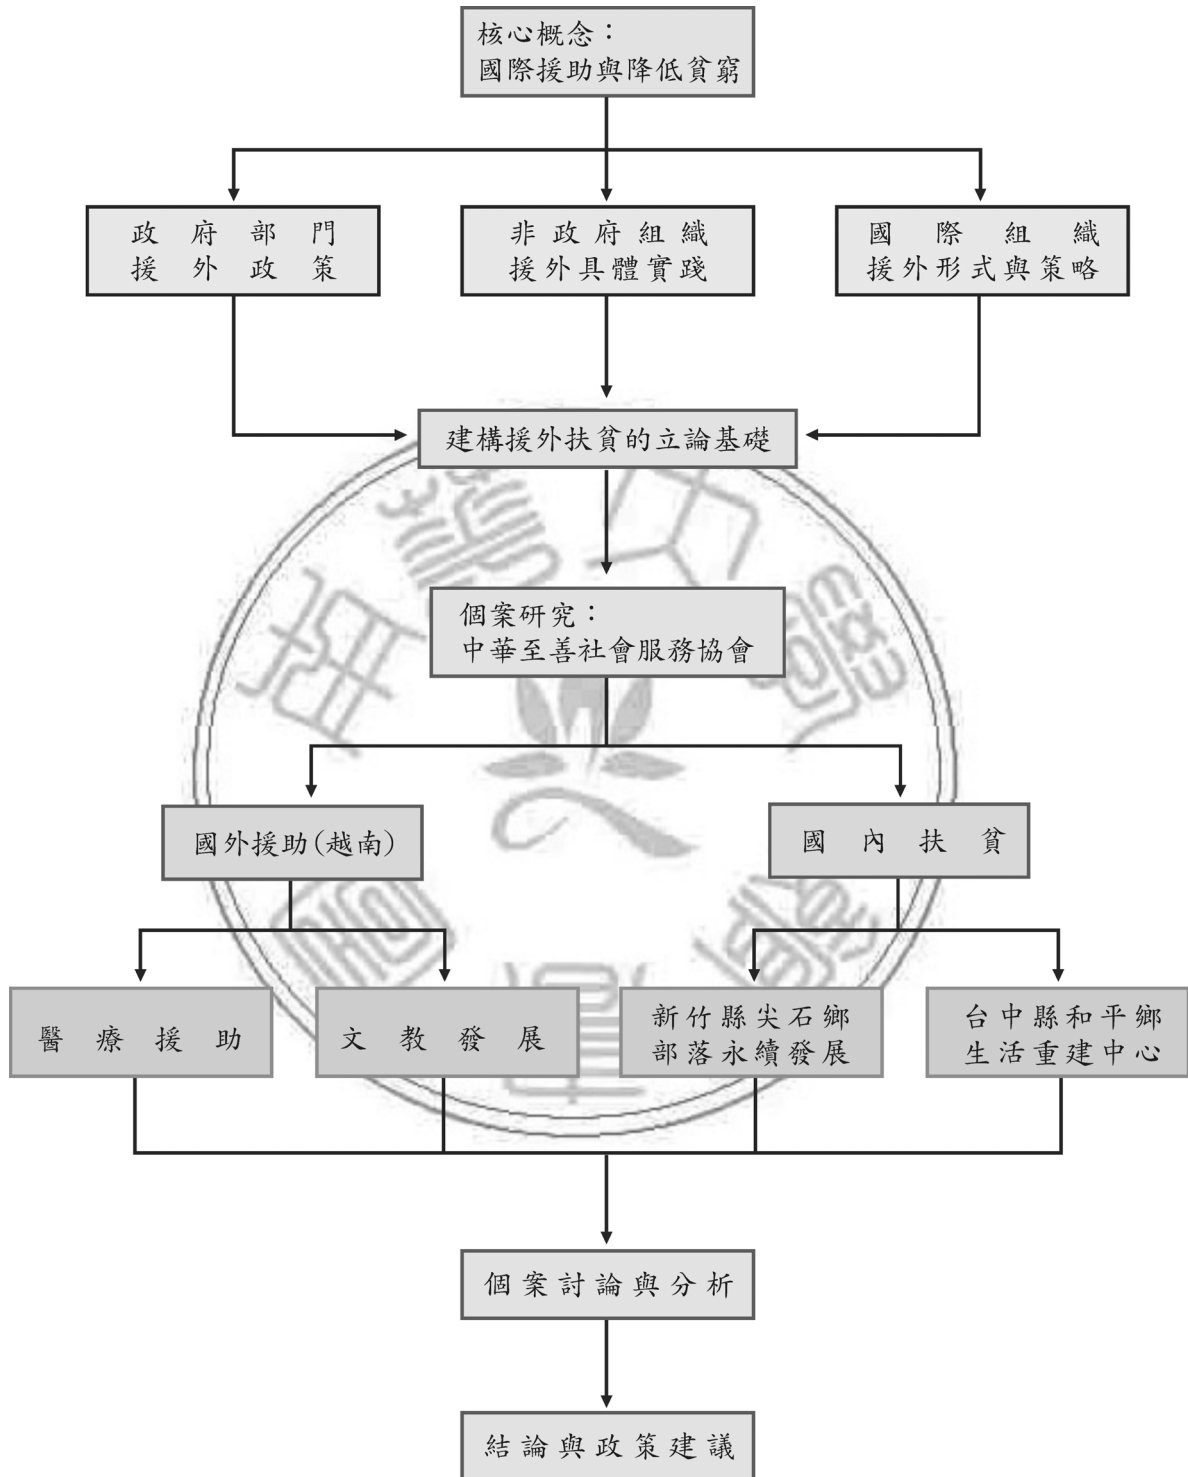 核心概念：
國際援助與降低貧窮
政府部門
援外政策
非政府組織
援外具體實踐
國際組織
援外形式與策略
建構援外扶貧的立論基礎
個案研究：
中華至善社會服務協會
國外援助(越南)
國內扶貧
醫療援助
文教發展
新竹縣尖石鄉
部落永續發展
台中縣和平鄉
生活重建中心
個案討論與分析
結論與政策建議